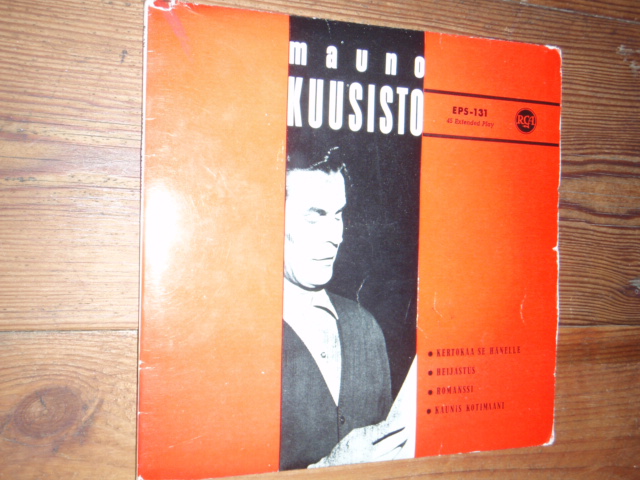 mauno
KUUSISTO
EPS-131
45 Extended Play
RCA
● KERTOKAA SE HÄNELLE
● HEIJASTUS
● ROMANSSI
● KAUNIS KOTIMAANI